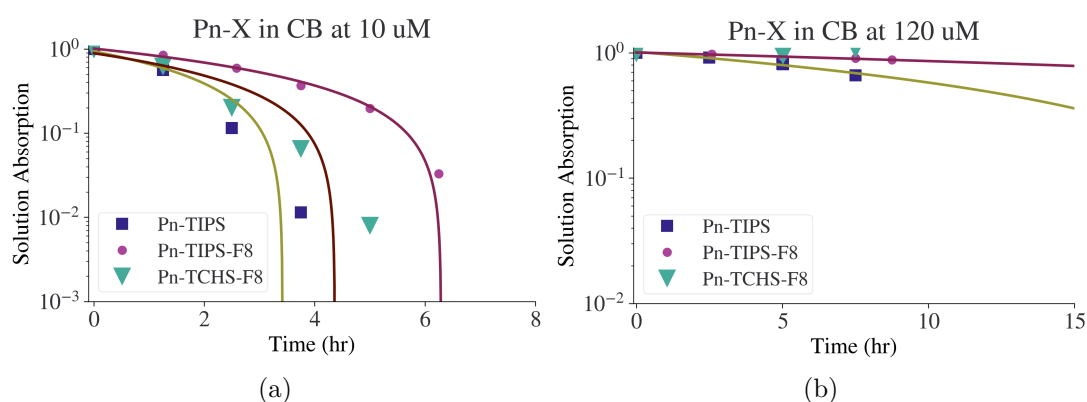 Pn-X in CB at 10 uM
Solution Absorption
10^0
10^-1
10^-2
10^-3
Pn-TIPS
Pn-TIPS-F8
Pn-TCHS-F8
0 2 4 6 8
Time (hr)
(a)
Pn-X in CB at 120 uM
Solution Absorption
10^0
10^-1
10^-2
Pn-TIPS
Pn-TIPS-F8
Pn-TCHS-F8
0 5 10 15
Time (hr)
(b)